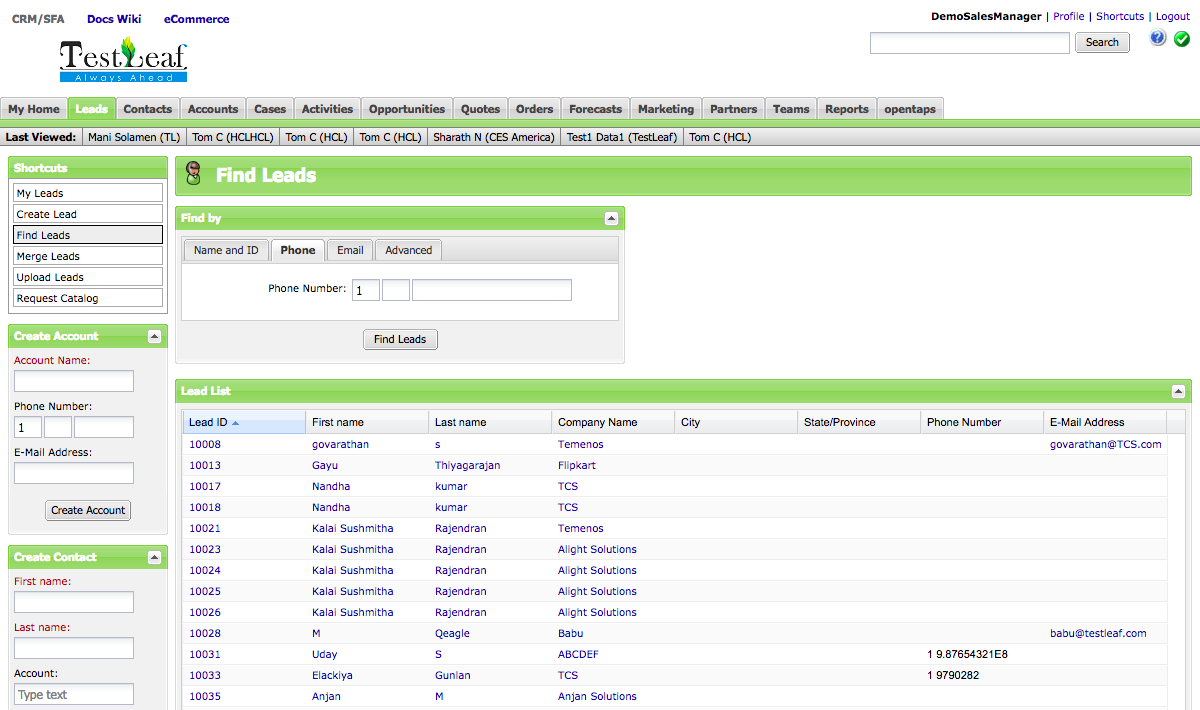 CRM/SFA Docs Wiki eCommerce
DemoSalesManager | Profile | Shortcuts | Logout
TestLeaf
Always Ahead
Search
?
My Home Leads Contacts Accounts Cases Activities Opportunities Quotes Orders Forecasts Marketing Partners Teams Reports opentaps
Last Viewed: Mani Solamen (TL) Tom C (HCLHCL) Tom C (HCL) Tom C (HCL) Sharath N (CES America) Test1 Data1 (TestLeaf) Tom C (HCL)
Shortcuts
My Leads
Create Lead
Find Leads
Merge Leads
Upload Leads
Request Catalog
Create Account
Account Name:
Phone Number:
1
E-Mail Address:
Create Account
Create Contact
First name:
Last name:
Account:
Type text
Find Leads
Find by
Name and ID Phone Email Advanced
Phone Number: 1
Find Leads
Lead List
Lead ID First name Last name Company Name City State/Province Phone Number E-Mail Address
10008 govarathan s Temenos govarathan@TCS.com
10013 Gayu Thiyagarajan Flipkart
10017 Nandha kumar TCS
10018 Nandha kumar TCS
10021 Kalai Sushmitha Rajendran Temenos
10023 Kalai Sushmitha Rajendran Alight Solutions
10024 Kalai Sushmitha Rajendran Alight Solutions
10025 Kalai Sushmitha Rajendran Alight Solutions
10026 Kalai Sushmitha Rajendran Alight Solutions
10028 M Qeagle Babu babu@testleaf.com
10031 Uday S ABCDEF 1 9.87654321E8
10033 Elackiya Gunlan TCS 1 9790282
10035 Anjan M Anjan Solutions